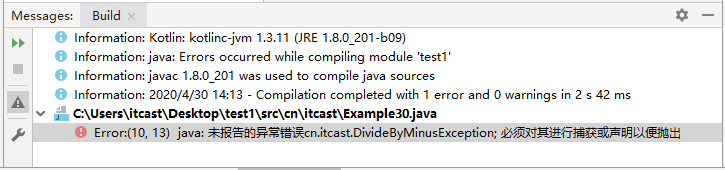 Messages: Build
Information: Kotlin: kotlinc-jvm 1.3.11 (JRE 1.8.0_201-b09)
Information: java: Errors occurred while compiling module 'test1'
Information: javac 1.8.0_201 was used to compile java sources
Information: 2020/4/30 14:13 - Compilation completed with 1 error and 0 warnings in 2 s 42 ms
C:\Users\itcast\Desktop\test1\src\cn\itcast\Example30.java
Error:(10, 13) java: 未报告的异常错误cn.itcast.DivideByMinusException; 必须对其进行捕获或声明以便抛出